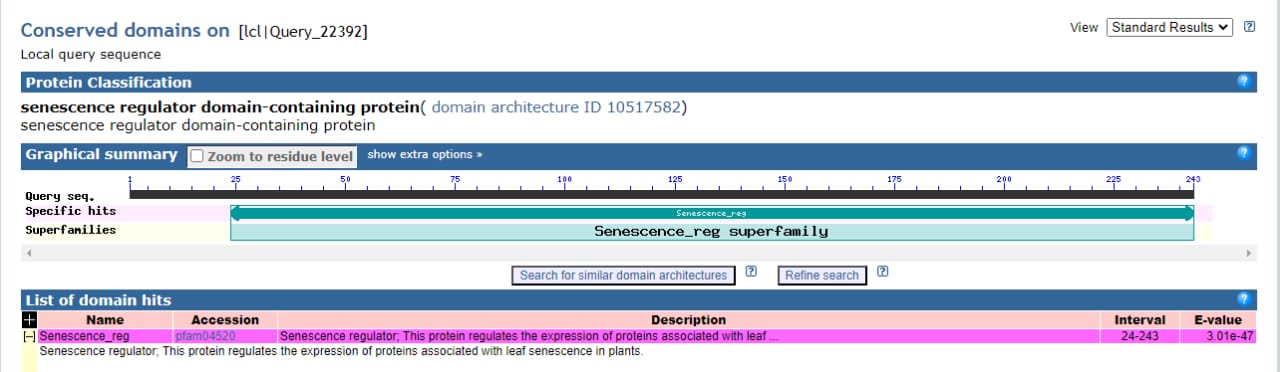 Conserved domains on [lcl|Query_22392]
View Standard Results ?
Local query sequence
Protein Classification ?
senescence regulator domain-containing protein( domain architecture ID 10517582)
senescence regulator domain-containing protein
Graphical summary Zoom to residue level show extra options » ?
1 25 50 75 100 125 150 175 200 225 243
Query seq.
Specific hits Senescence_reg
Superfamilies Senescence_reg superfamily
Search for similar domain architectures ? Refine search ?
List of domain hits ?
+ Name Accession Description Interval E-value
[-] Senescence_reg pfam04520 Senescence regulator; This protein regulates the expression of proteins associated with leaf ... 24-243 3.01e-47
Senescence regulator; This protein regulates the expression of proteins associated with leaf senescence in plants.